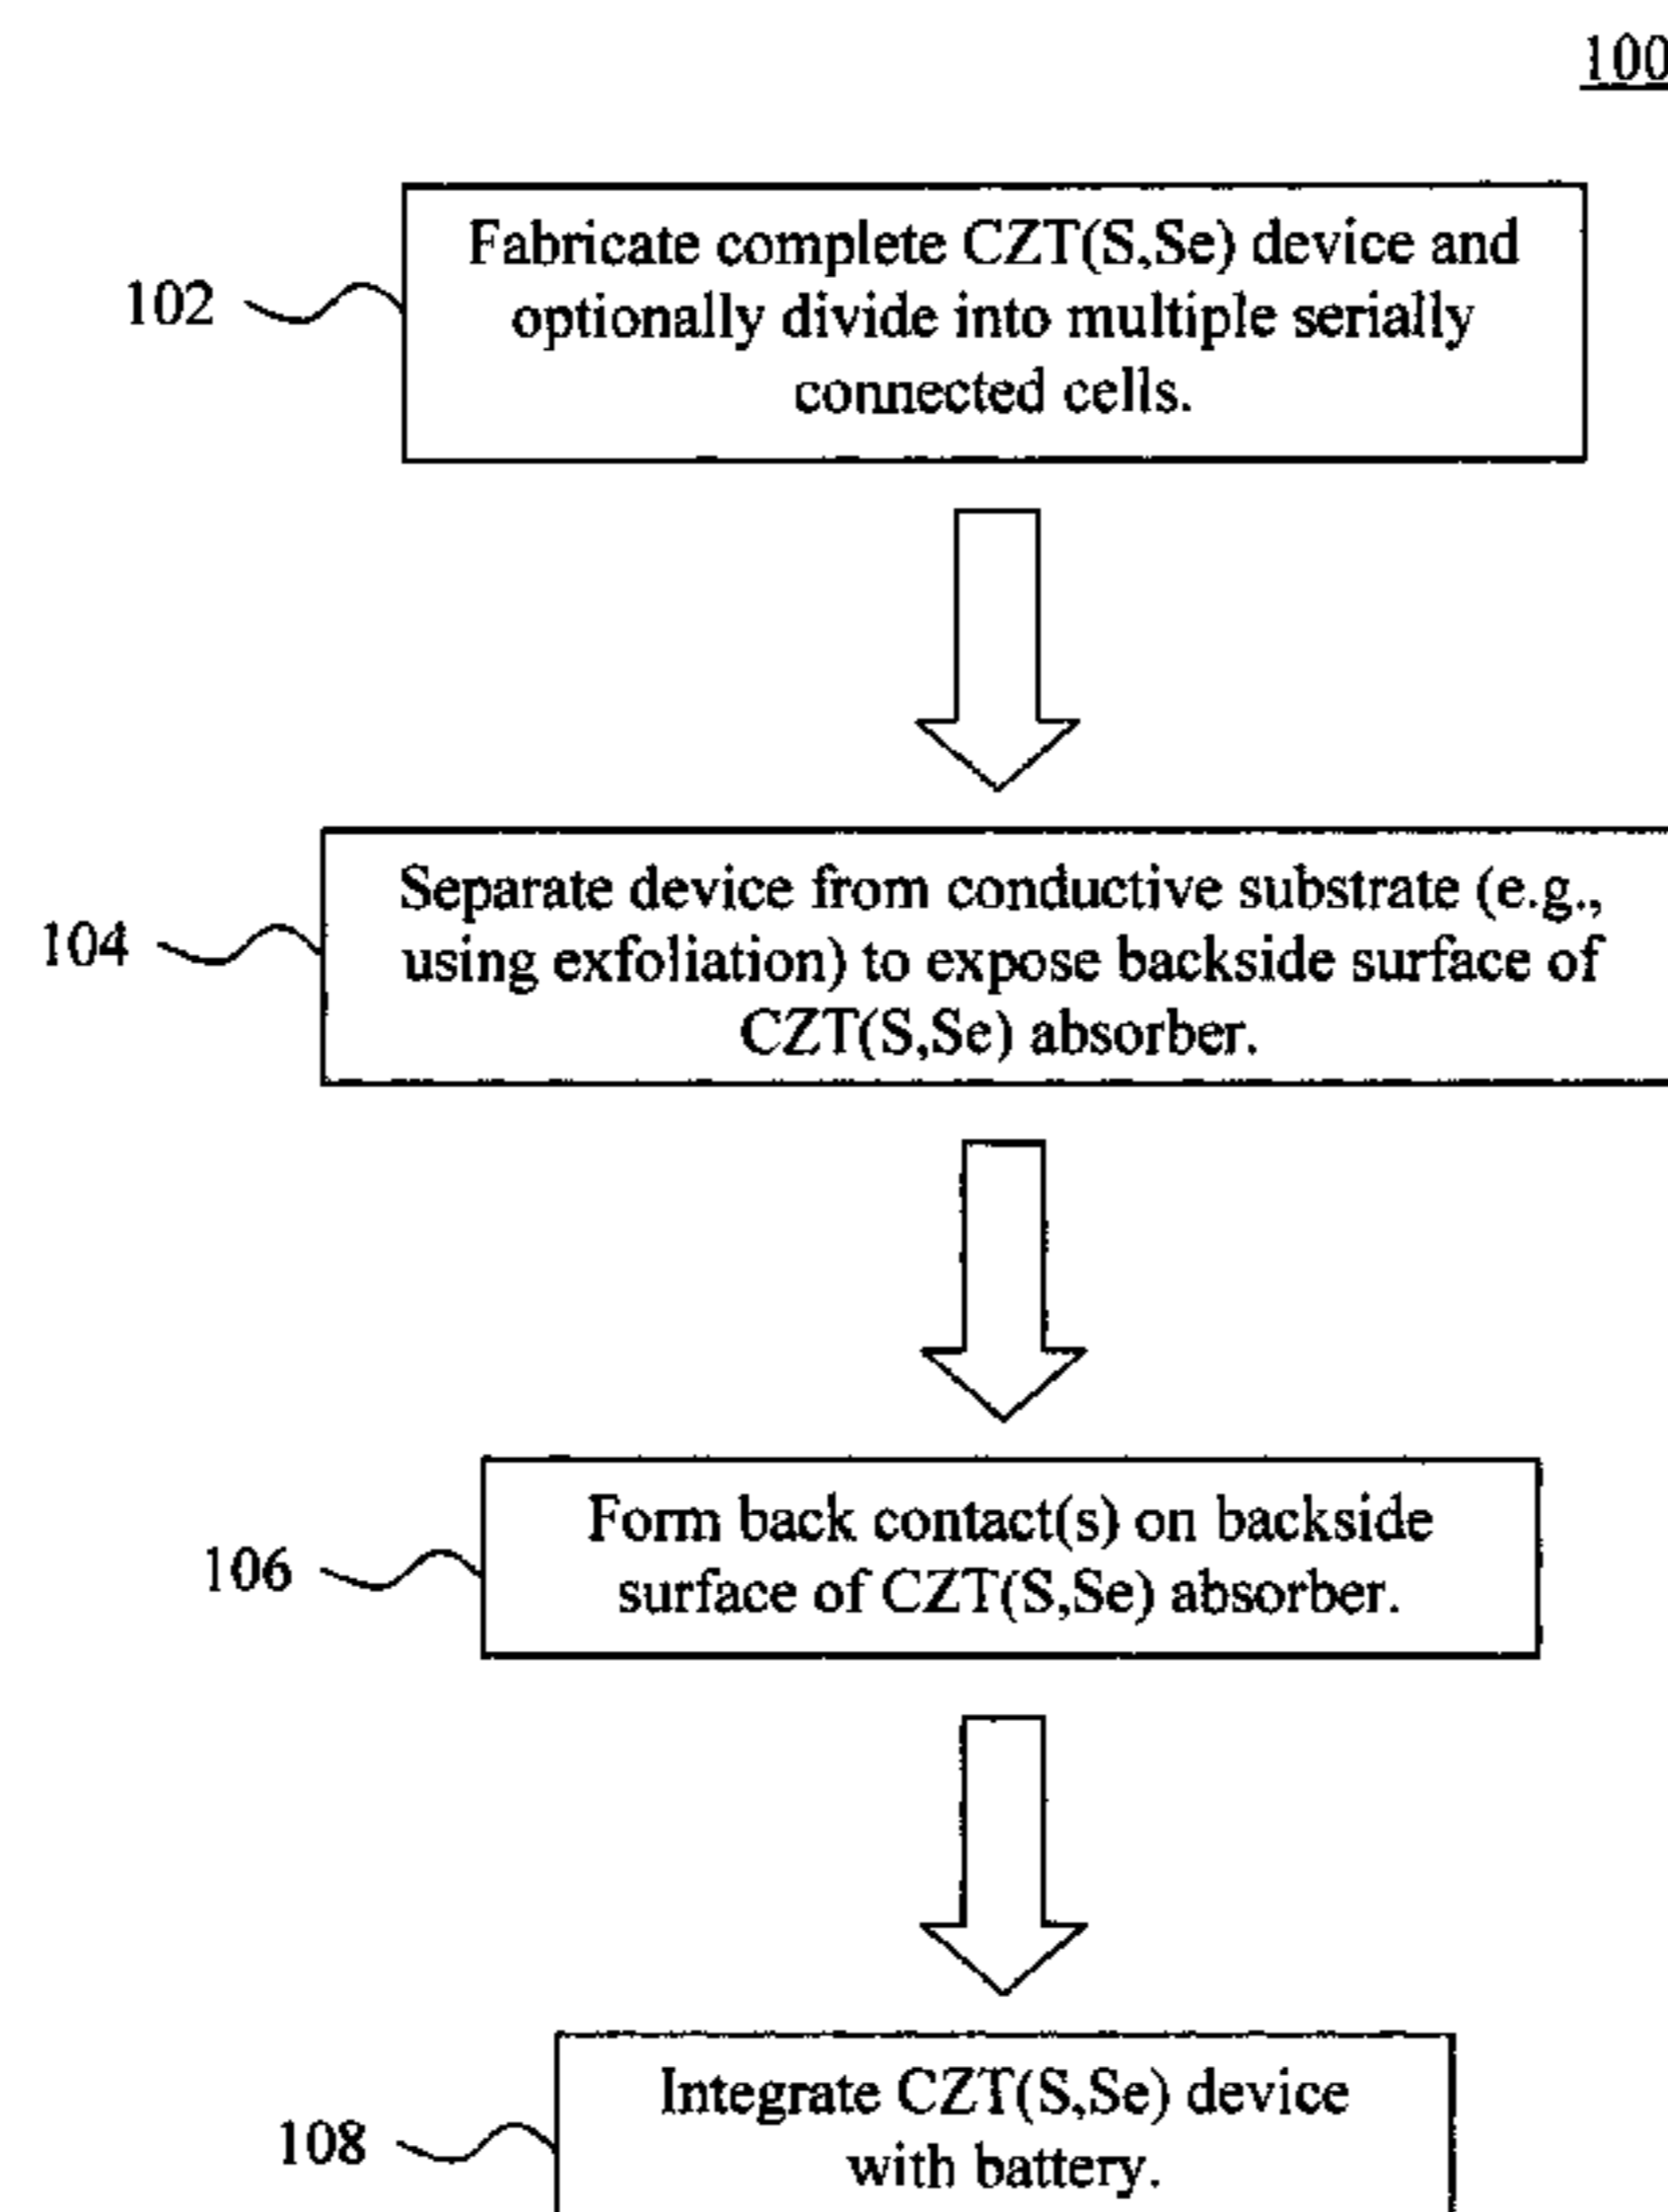 100
Fabricate complete CZT(S,Se) device and
optionally divide into multiple serially
connected cells.
102
Separate device from conductive substrate (e.g.,
using exfoliation) to expose backside surface of
CZT(S,Se) absorber.
104
Form back contact(s) on backside
surface of CZT(S,Se) absorber.
106
Integrate CZT(S,Se) device
with battery.
108